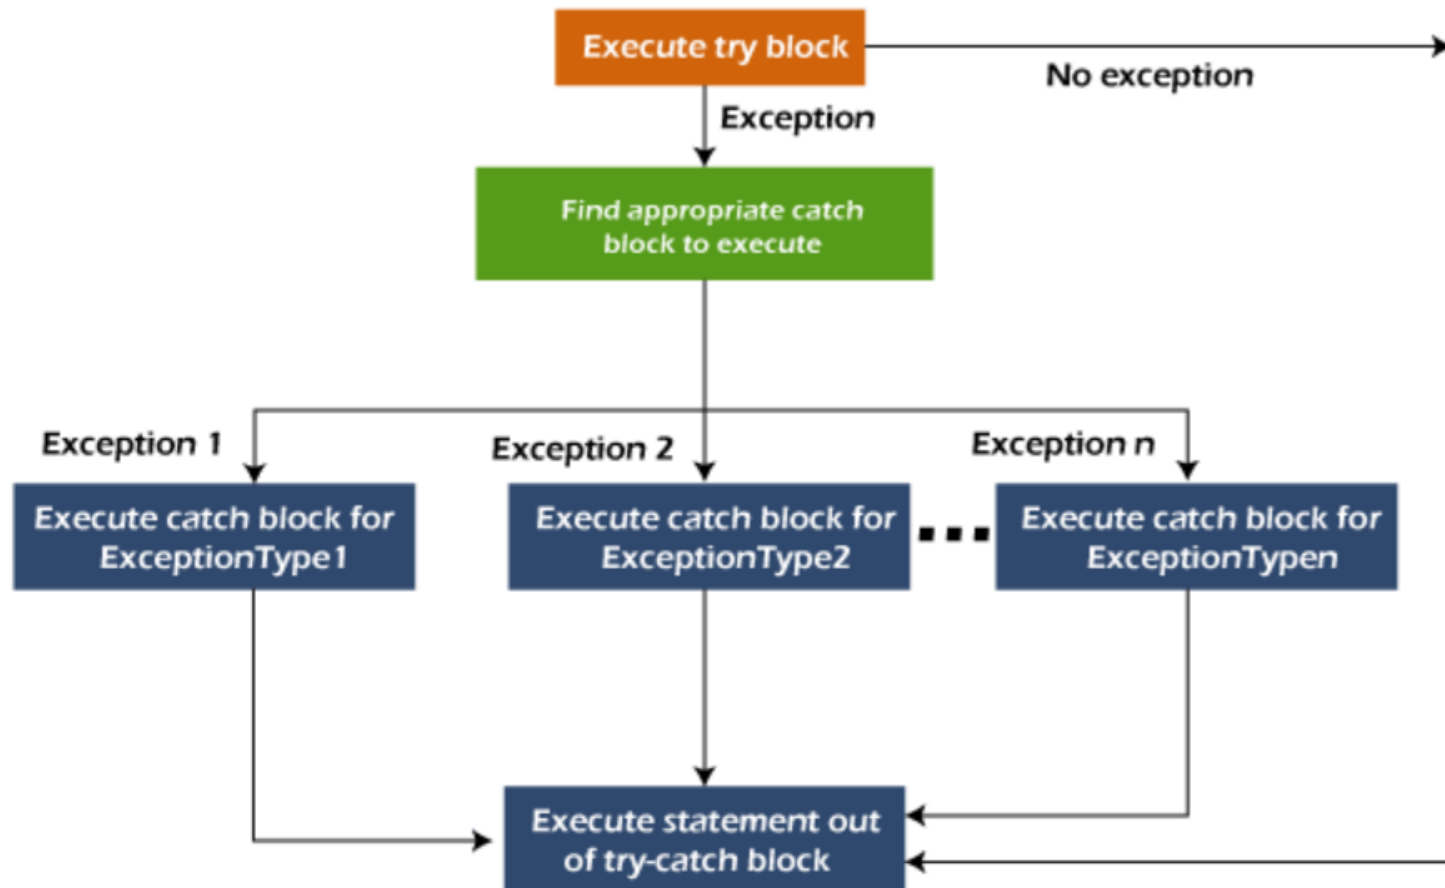 Execute try block
No exception
Exception
Find appropriate catch
block to execute
Exception 1
Exception 2
Exception n
Execute catch block for
ExceptionType1
Execute catch block for
ExceptionType2
Execute catch block for
ExceptionTypen
Execute statement out
of try-catch block